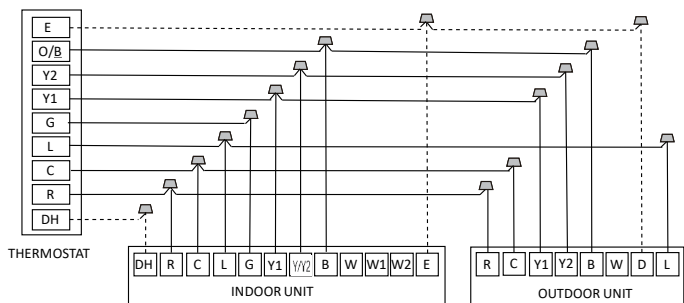 E
O/B
Y2
Y1
G
L
C
R
DH
THERMOSTAT
DH R C L G Y1 Y/Y2 B W W1 W2 E
INDOOR UNIT
R C Y1 Y2 B W D L
OUTDOOR UNIT